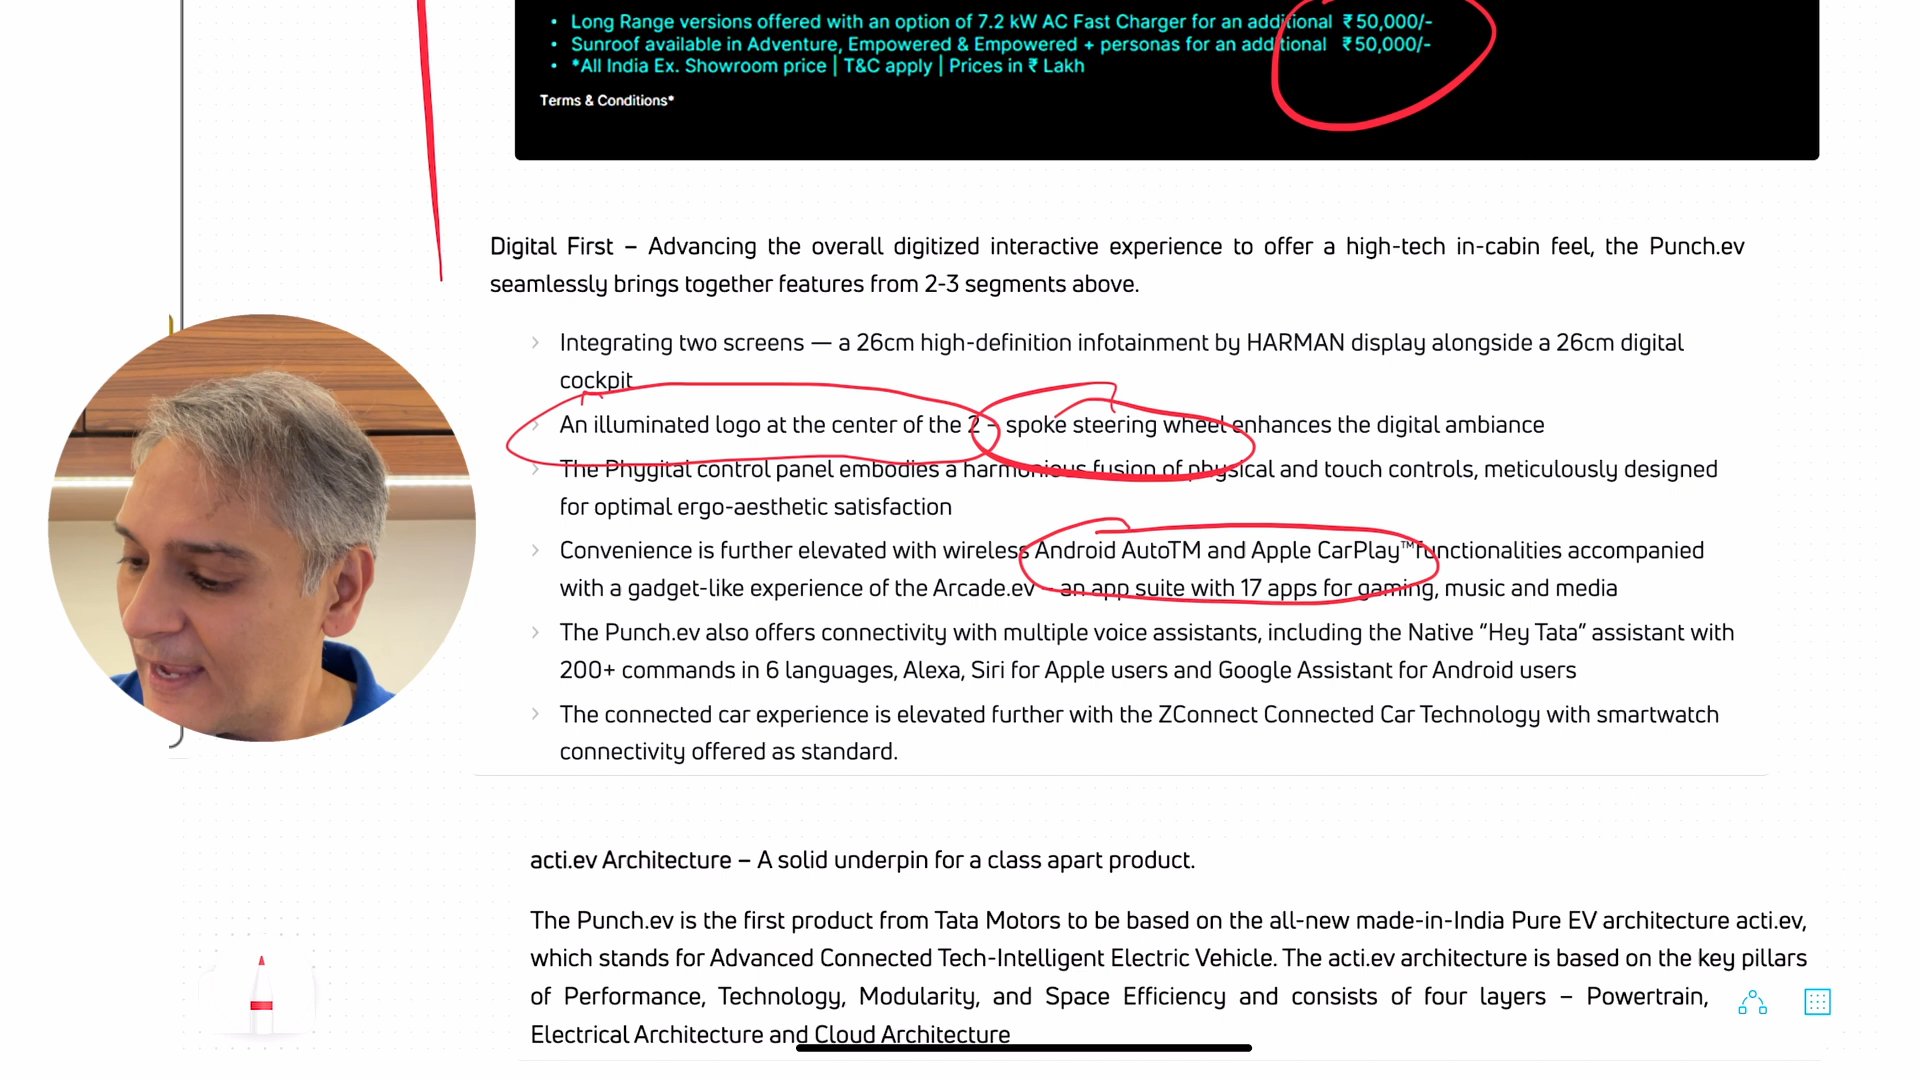 • Long Range versions offered with an option of 7.2 kW AC Fast Charger for an additional ₹50,000/-
• Sunroof available in Adventure, Empowered & Empowered + personas for an additional ₹50,000/-
• *All India Ex. Showroom price | T&C apply | Prices in ₹ Lakh
Terms & Conditions*
Digital First – Advancing the overall digitized interactive experience to offer a high-tech in-cabin feel, the Punch.ev
seamlessly brings together features from 2-3 segments above.
Integrating two screens — a 26cm high-definition infotainment by HARMAN display alongside a 26cm digital
cockpit
An illuminated logo at the center of the 2 – spoke steering wheel enhances the digital ambiance
The Phygital control panel embodies a harmonious fusion of physical and touch controls, meticulously designed
for optimal ergo-aesthetic satisfaction
Convenience is further elevated with wireless Android AutoTM and Apple CarPlay™functionalities accompanied
with a gadget-like experience of the Arcade.ev – an app suite with 17 apps for gaming, music and media
The Punch.ev also offers connectivity with multiple voice assistants, including the Native “Hey Tata” assistant with
200+ commands in 6 languages, Alexa, Siri for Apple users and Google Assistant for Android users
The connected car experience is elevated further with the ZConnect Connected Car Technology with smartwatch
connectivity offered as standard.
acti.ev Architecture – A solid underpin for a class apart product.
The Punch.ev is the first product from Tata Motors to be based on the all-new made-in-India Pure EV architecture acti.ev,
which stands for Advanced Connected Tech-Intelligent Electric Vehicle. The acti.ev architecture is based on the key pillars
of Performance, Technology, Modularity, and Space Efficiency and consists of four layers – Powertrain,
Electrical Architecture and Cloud Architecture